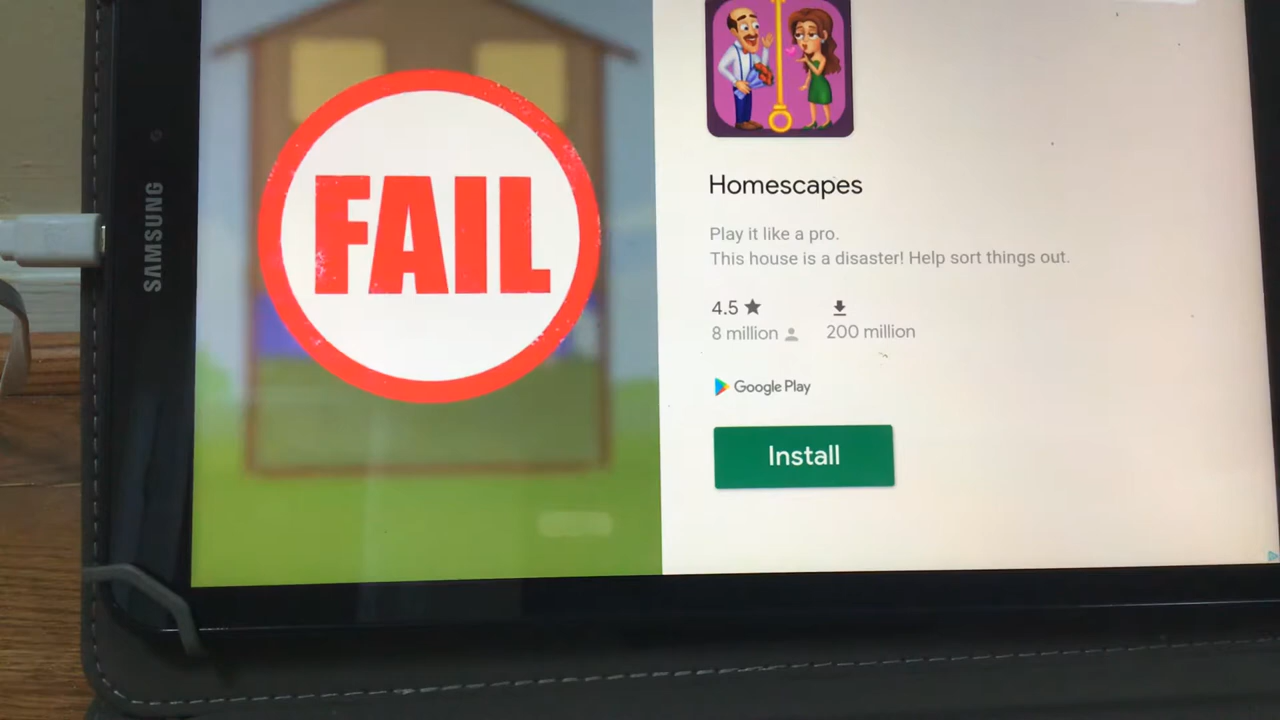 SAMSUNG
FAIL
Homescapes
Play it like a pro.
This house is a disaster! Help sort things out.
4.5
8 million
200 million
Google Play
Install